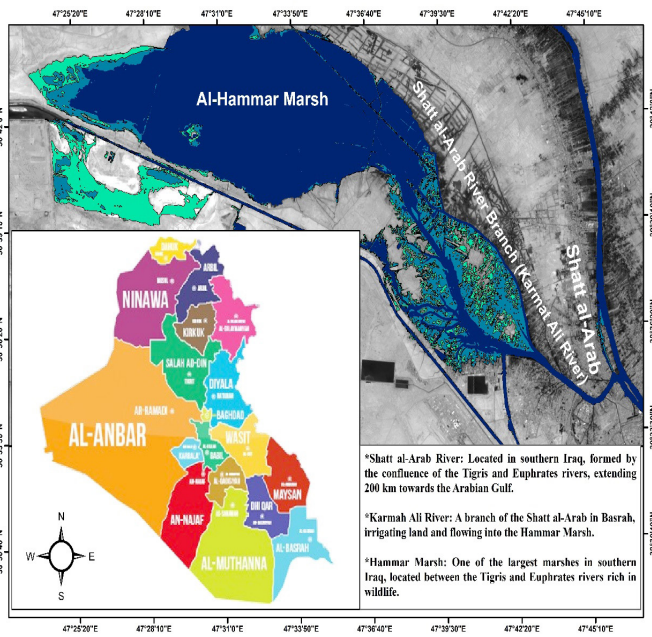 47°25'20"E 47°28'10"E 47°31'0"E 47°33'50"E 47°36'40"E 47°39'30"E 47°42'20"E 47°45'10"E
Al-Hammar Marsh
Shatt al-Arab River Branch (Karmat Ali River)
Shatt al-Arab
ARBIL
NINAWA
KIRKUK
SALAH AD-DIN
DIYALA
AR-RAMADI
BAGHDAD
AL-ANBAR
WASIT
BABIL
MAYSAN
AN-NAJAF
DHI QAR
AL-BASRAH
AL-MUTHANNA
N
W E
S
*Shatt al-Arab River: Located in southern Iraq, formed by
the confluence of the Tigris and Euphrates rivers, extending
200 km towards the Arabian Gulf.
*Karmah Ali River: A branch of the Shatt al-Arab in Basrah,
irrigating land and flowing into the Hammar Marsh.
*Hammar Marsh: One of the largest marshes in southern
Iraq, located between the Tigris and Euphrates rivers rich in
wildlife.
47°25'20"E 47°28'10"E 47°31'0"E 47°33'50"E 47°36'40"E 47°39'30"E 47°42'20"E 47°45'10"E